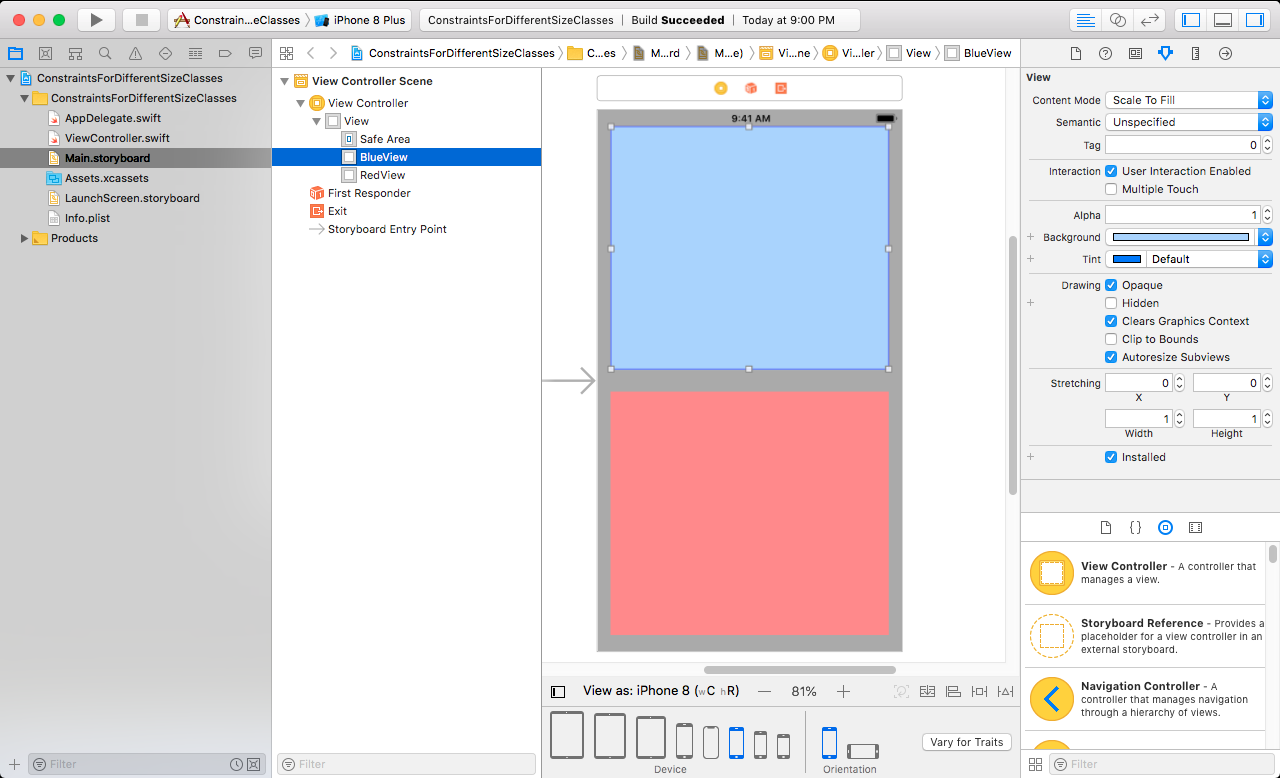 Constrain...eClasses iPhone 8 Plus
ConstraintsForDifferentSizeClasses | Build Succeeded | Today at 9:00 PM
ConstraintsForDifferentSizeClasses C...es M...rd M...e) Vi...ne Vi...ler View BlueView
ConstraintsForDifferentSizeClasses
ConstraintsForDifferentSizeClasses
AppDelegate.swift
ViewController.swift
Main.storyboard
Assets.xcassets
LaunchScreen.storyboard
Info.plist
Products
Filter
View Controller Scene
View Controller
View
Safe Area
BlueView
RedView
First Responder
Exit
Storyboard Entry Point
Filter
9:41 AM
View as: iPhone 8 (wC hR)
81%
Device
Orientation
Vary for Traits
View
Content Mode Scale To Fill
Semantic Unspecified
Tag 0
Interaction User Interaction Enabled
Multiple Touch
Alpha 1
Background
Tint Default
Drawing Opaque
Hidden
Clears Graphics Context
Clip to Bounds
Autoresize Subviews
Stretching 0 0
X Y
1 1
Width Height
Installed
{ }
View Controller - A controller that
manages a view.
Storyboard Reference - Provides a
placeholder for a view controller in an
external storyboard.
Navigation Controller - A
controller that manages navigation
through a hierarchy of views.
Filter